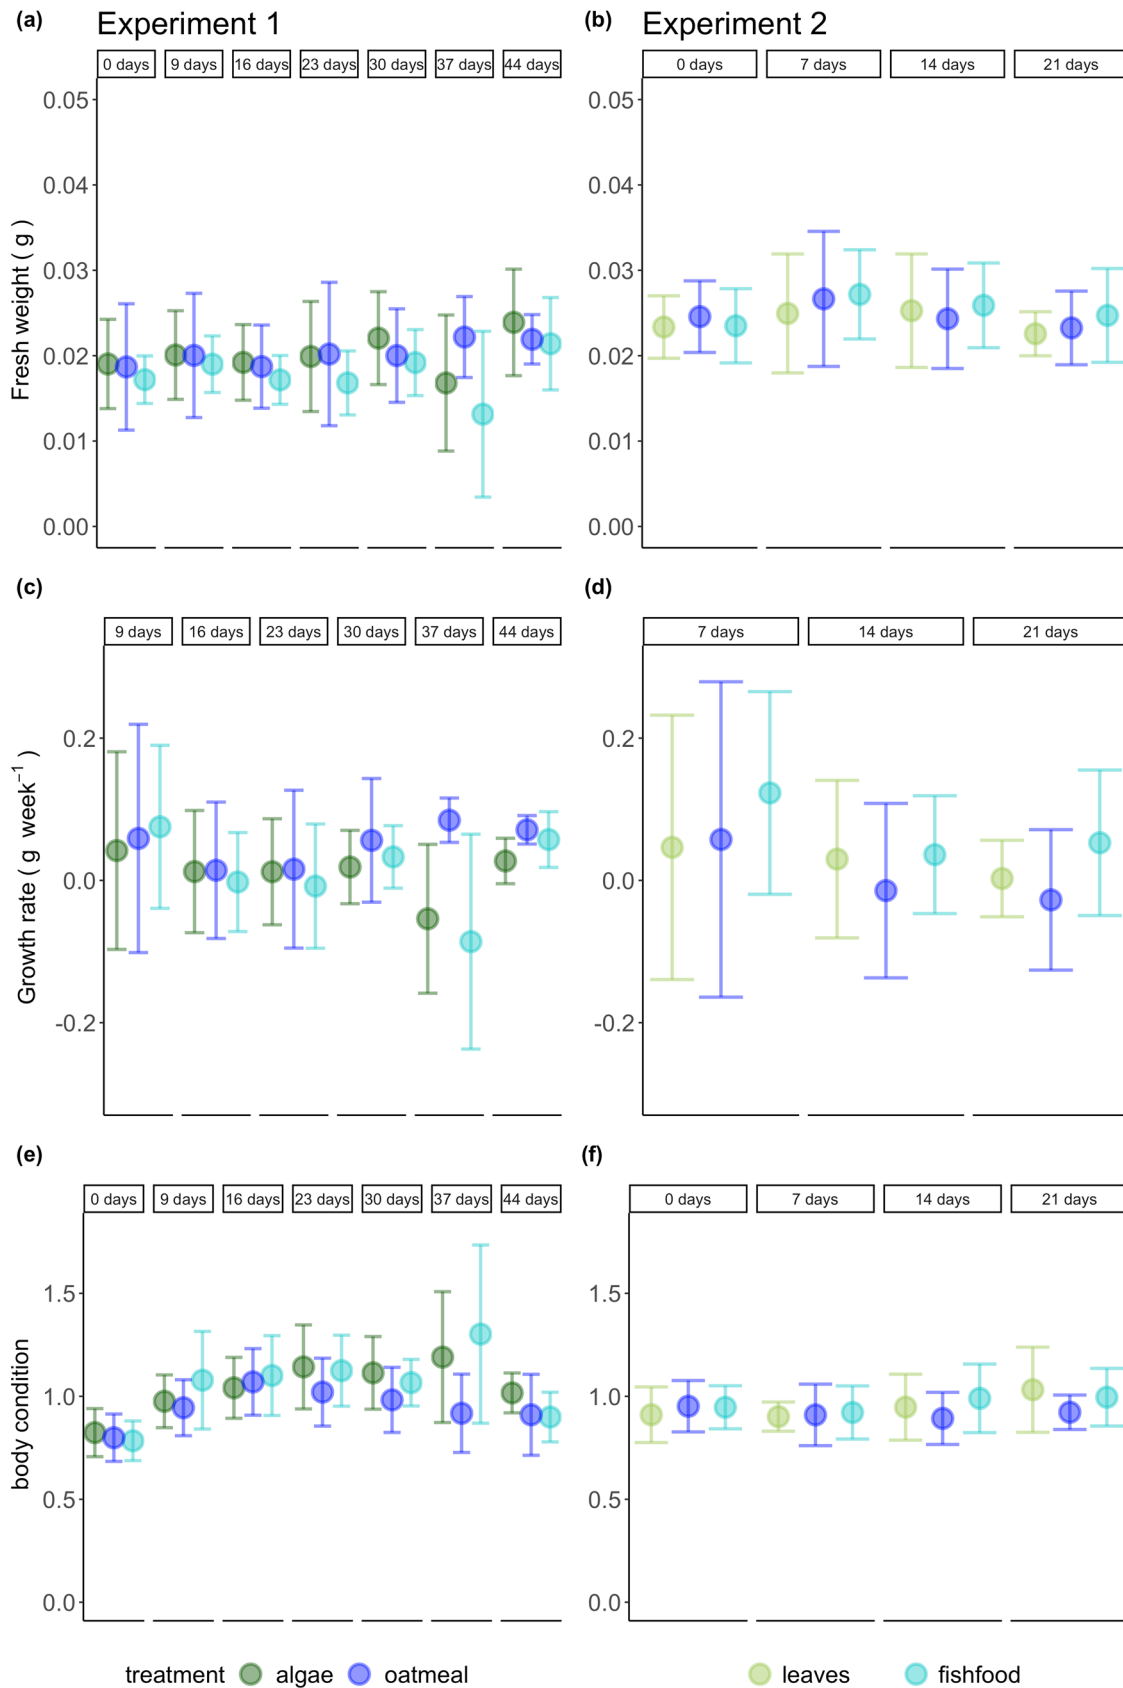 (a) Experiment 1 (b) Experiment 2
0 days 9 days 16 days 23 days 30 days 37 days 44 days 0 days 7 days 14 days 21 days
0.05 0.05
0.04 0.04
0.03 0.03
Fresh weight ( g )
0.02 0.02
0.01 0.01
0.00 0.00
(c) (d)
9 days 16 days 23 days 30 days 37 days 44 days 7 days 14 days 21 days
0.2 0.2
Growth rate ( g week⁻¹ )
0.0 0.0
-0.2 -0.2
(e) (f)
0 days 9 days 16 days 23 days 30 days 37 days 44 days 0 days 7 days 14 days 21 days
1.5 1.5
body condition
1.0 1.0
0.5 0.5
0.0 0.0
treatment algae oatmeal leaves fishfood